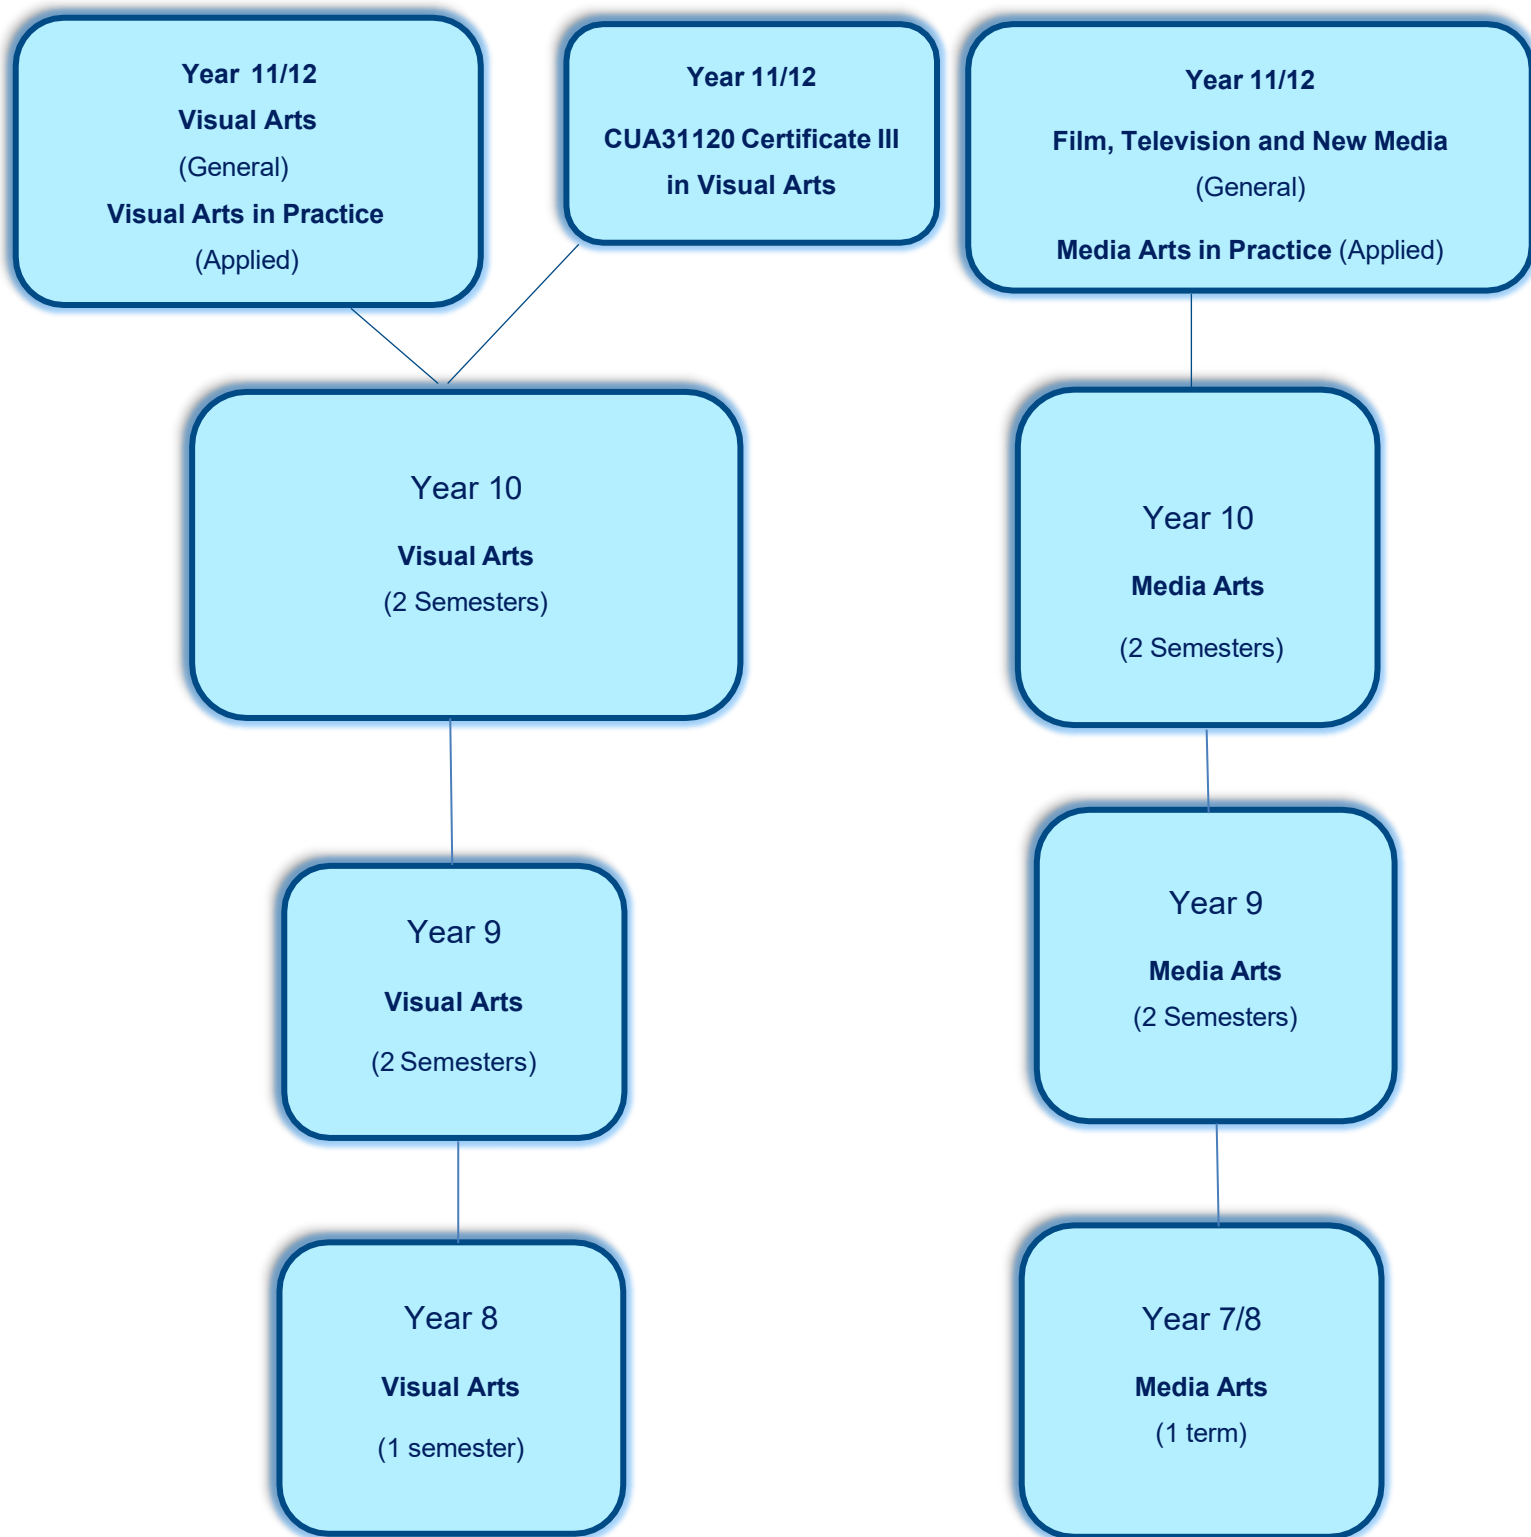 Year 11/12
Visual Arts
(General)
Visual Arts in Practice
(Applied)
Year 11/12
CUA31120 Certificate III
in Visual Arts
Year 11/12
Film, Television and New Media
(General)
Media Arts in Practice (Applied)
Year 10
Visual Arts
(2 Semesters)
Year 10
Media Arts
(2 Semesters)
Year 9
Visual Arts
(2 Semesters)
Year 9
Media Arts
(2 Semesters)
Year 8
Visual Arts
(1 semester)
Year 7/8
Media Arts
(1 term)